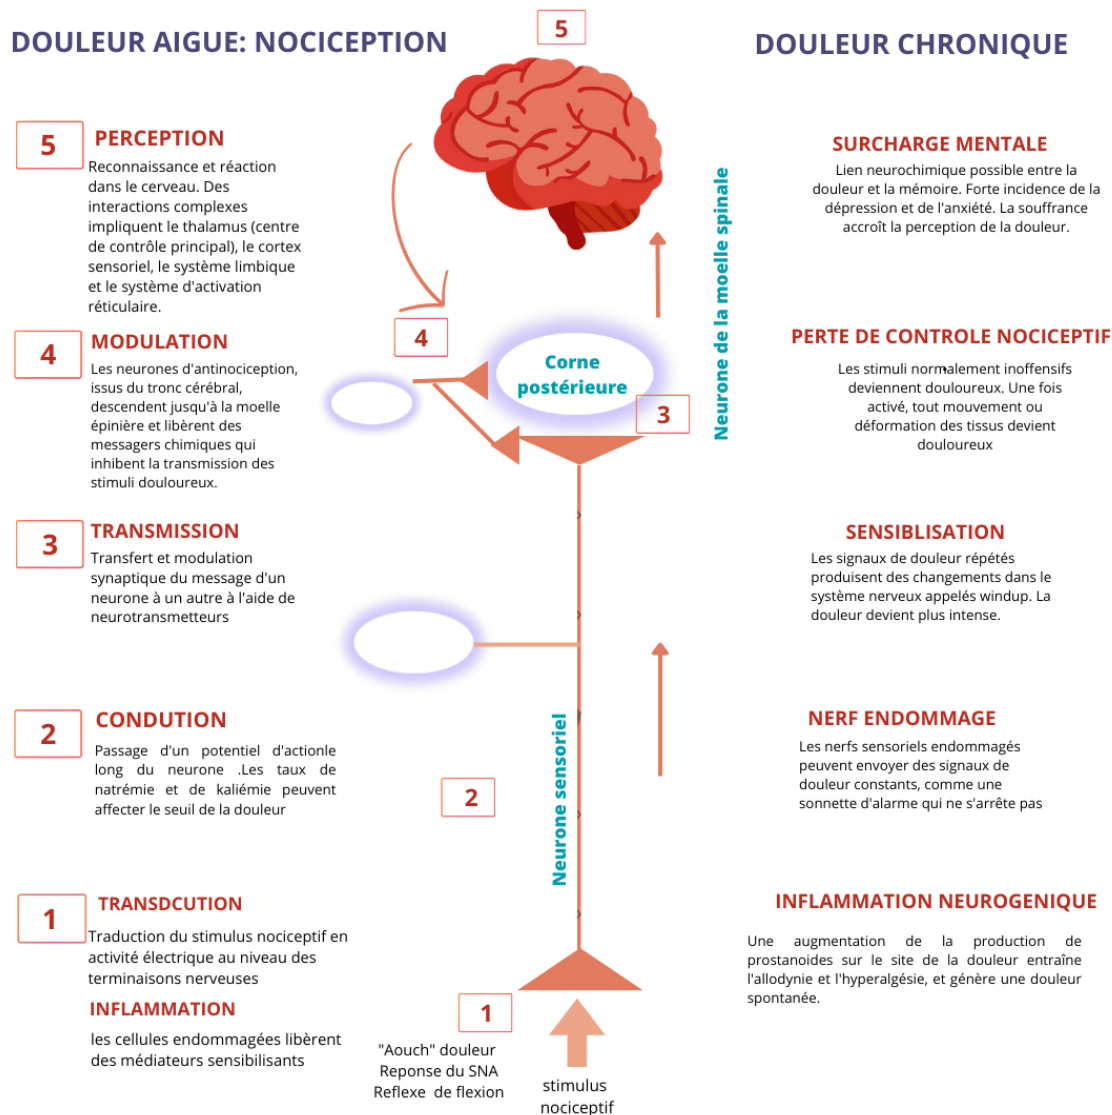 DOULEUR AIGUE: NOCICEPTION
5
PERCEPTION
Reconnaissance et réaction
dans le cerveau. Des
interactions complexes
impliquent le thalamus (centre
de contrôle principal), le cortex
sensoriel, le système limbique
et le système d'activation
réticulaire.
4
MODULATION
Les neurones d'antinociception,
issus du tronc cérébral,
descendent jusqu'à la moelle
épinière et libèrent des
messagers chimiques qui
inhibent la transmission des
stimuli douloureux.
3
TRANSMISSION
Transfert et modulation
synaptique du message d'un
neurone à un autre à l'aide de
neurotransmetteurs
2
CONDUTION
Passage d'un potentiel d'actionle
long du neurone .Les taux de
natrémie et de kaliémie peuvent
affecter le seuil de la douleur
1
TRANSDCUTION
Traduction du stimulus nociceptif en
activité électrique au niveau des
terminaisons nerveuses
INFLAMMATION
les cellules endommagées libèrent
des médiateurs sensibilisants
5
4
Corne
postérieure
3
Neurone de la moelle spinale
2
Neurone sensoriel
1
"Aouch" douleur
Reponse du SNA
Reflexe de flexion
stimulus
nociceptif
DOULEUR CHRONIQUE
SURCHARGE MENTALE
Lien neurochimique possible entre la
douleur et la mémoire. Forte incidence de la
dépression et de l'anxiété. La souffrance
accroît la perception de la douleur.
PERTE DE CONTROLE NOCICEPTIF
Les stimuli normalement inoffensifs
deviennent douloureux. Une fois
activé, tout mouvement ou
déformation des tissus devient
douloureux
SENSIBLISATION
Les signaux de douleur répétés
produisent des changements dans le
système nerveux appelés windup. La
douleur devient plus intense.
NERF ENDOMMAGE
Les nerfs sensoriels endommagés
peuvent envoyer des signaux de
douleur constants, comme une
sonnette d'alarme qui ne s'arrête pas
INFLAMMATION NEUROGENIQUE
Une augmentation de la production de
prostanoides sur le site de la douleur entraîne
l'allodynie et l'hyperalgésie, et génère une douleur
spontanée.